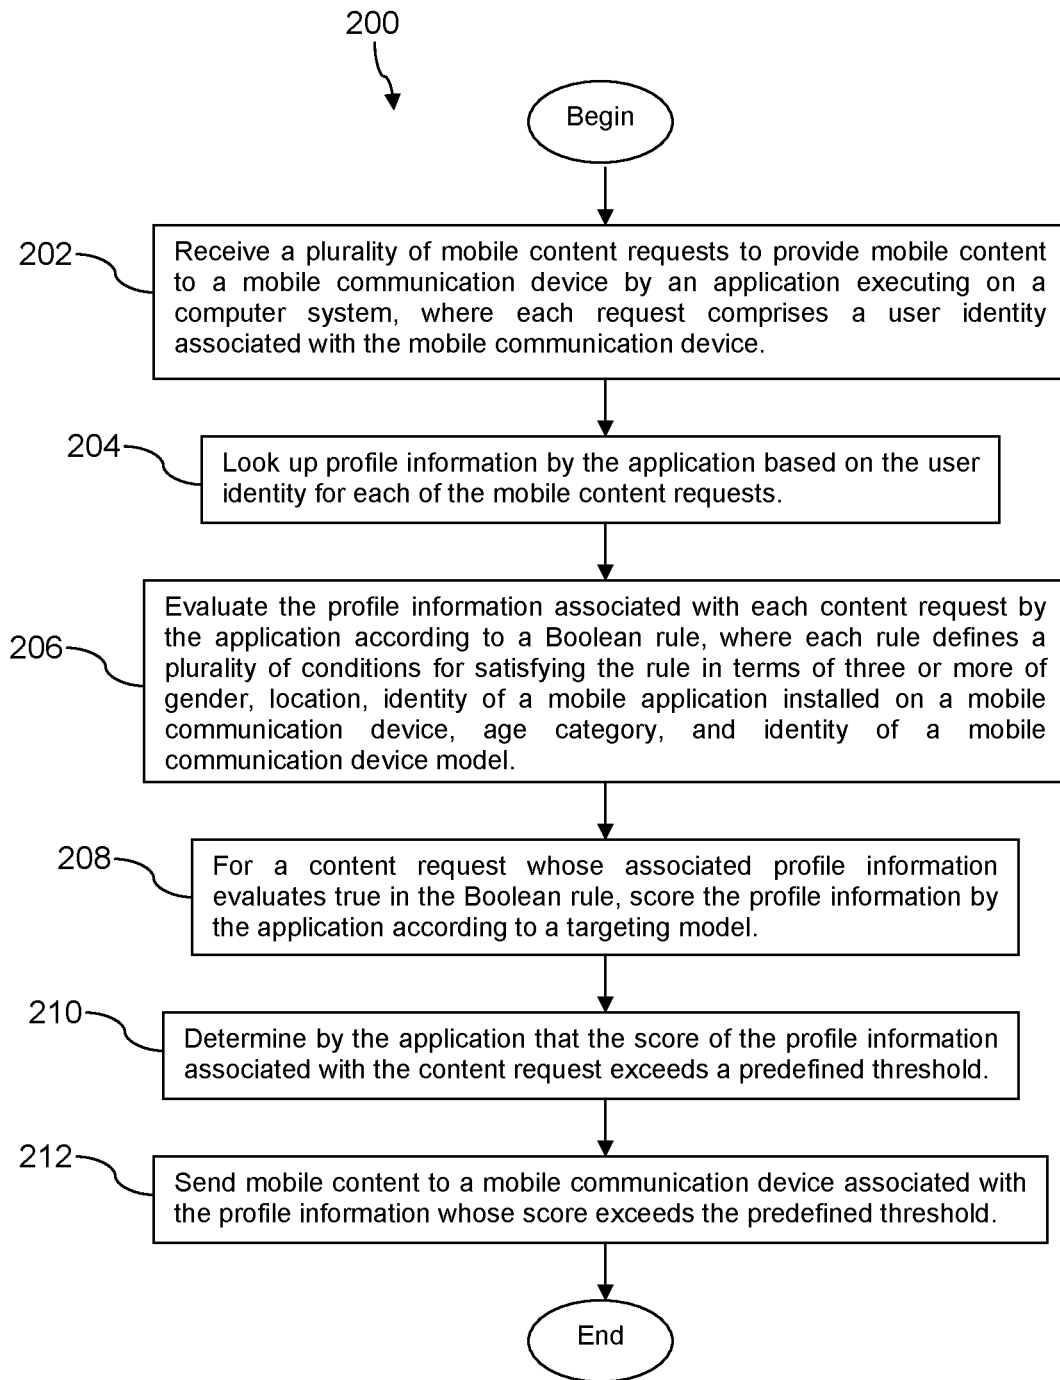 200
Begin
202
Receive a plurality of mobile content requests to provide mobile content
to a mobile communication device by an application executing on a
computer system, where each request comprises a user identity
associated with the mobile communication device.
204
Look up profile information by the application based on the user
identity for each of the mobile content requests.
206
Evaluate the profile information associated with each content request by
the application according to a Boolean rule, where each rule defines a
plurality of conditions for satisfying the rule in terms of three or more of
gender, location, identity of a mobile application installed on a mobile
communication device, age category, and identity of a mobile
communication device model.
208
For a content request whose associated profile information
evaluates true in the Boolean rule, score the profile information by
the application according to a targeting model.
210
Determine by the application that the score of the profile information
associated with the content request exceeds a predefined threshold.
212
Send mobile content to a mobile communication device associated with
the profile information whose score exceeds the predefined threshold.
End